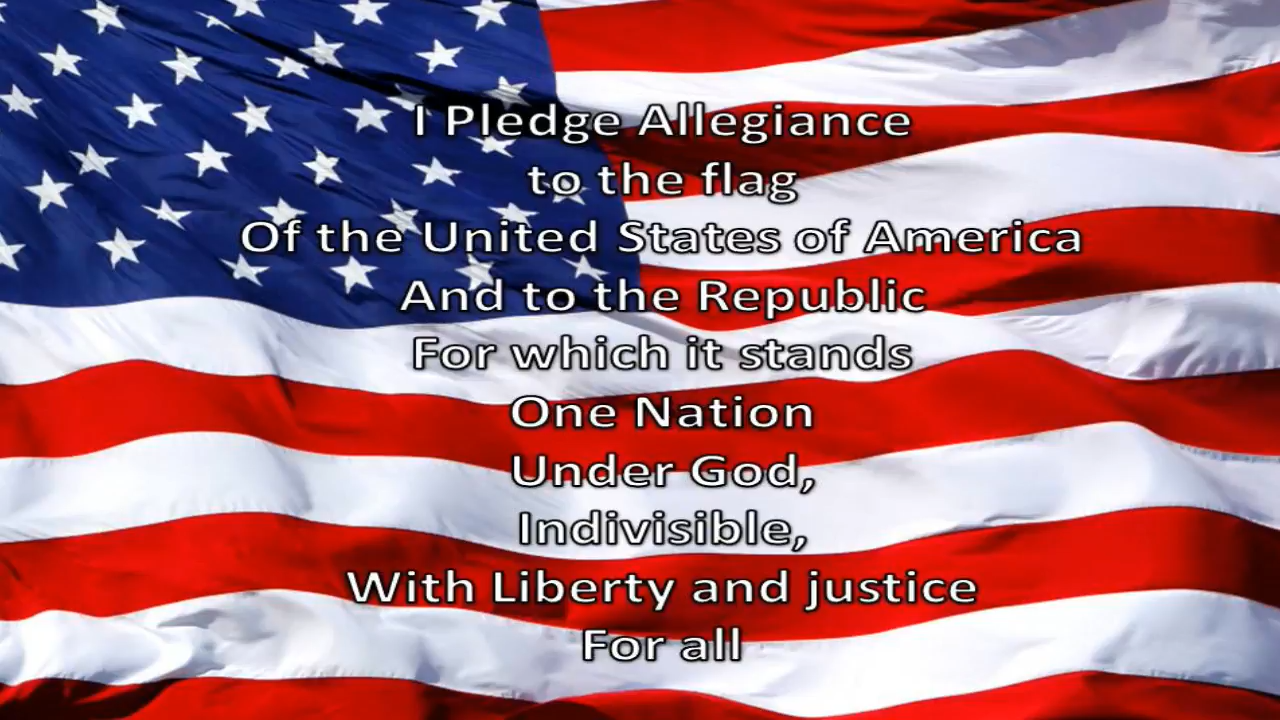 I Pledge Allegiance
to the flag
Of the United States of America
And to the Republic
For which it stands
One Nation
Under God,
Indivisible,
With Liberty and justice
For all